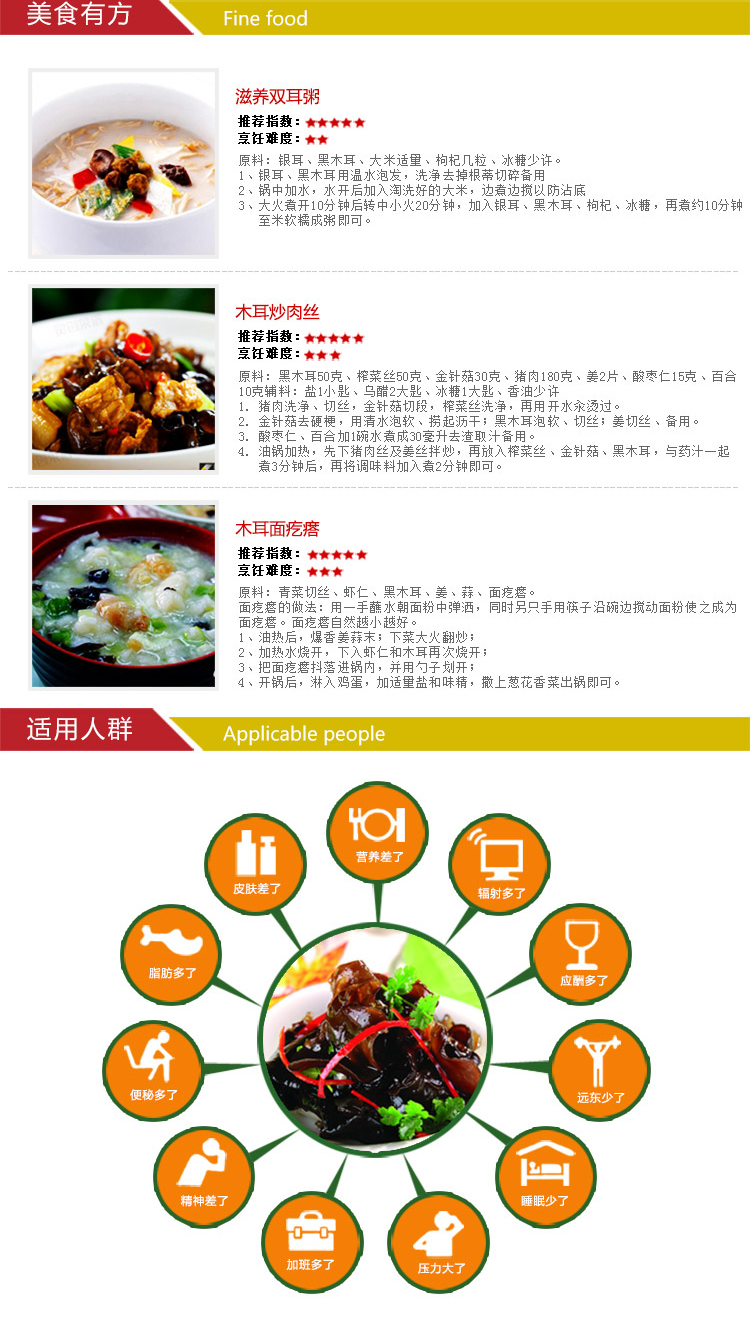 美食有方
Fine food
滋养双耳粥
推荐指数：★★★★★
烹饪难度：★★
原料：银耳、黑木耳、大米适量、枸杞几粒、冰糖少许。
1、银耳、黑木耳用温水泡发，洗净去掉根蒂切碎备用
2、锅中加水，水开后加入淘洗好的大米，边煮边搅以防沾底
3、大火煮开10分钟后转中小火20分钟，加入银耳、黑木耳、枸杞、冰糖，再煮约10分钟
至米软糯成粥即可。
木耳炒肉丝
推荐指数：★★★★★
烹饪难度：★★★
原料：黑木耳50克、榨菜丝50克、金针菇30克、猪肉180克、姜2片、酸枣仁15克、百合
10克辅料：盐1小匙、乌醋2大匙、冰糖1大匙、香油少许
1. 猪肉洗净、切丝，金针菇切段，榨菜丝洗净，再用开水汆烫过。
2. 金针菇去硬梗，用清水泡软、捞起沥干；黑木耳泡软、切丝；姜切丝、备用。
3. 酸枣仁、百合加1碗水煮成30毫升去渣取汁备用。
4. 油锅加热，先下猪肉丝及姜丝拌炒，再放入榨菜丝、金针菇、黑木耳，与药汁一起
煮3分钟后，再将调味料加入煮2分钟即可。
木耳面疙瘩
推荐指数：★★★★★
烹饪难度：★★★
原料：青菜切丝、虾仁、黑木耳、姜、蒜、面疙瘩。
面疙瘩的做法：用一手蘸水朝面粉中弹洒，同时另只手用筷子沿碗边搅动面粉使之成为
面疙瘩。面疙瘩自然越小越好。
1、油热后，爆香姜蒜末；下菜大火翻炒；
2、加热水烧开，下入虾仁和木耳再次烧开；
3、把面疙瘩抖落进锅内，并用勺子划开；
4、开锅后，淋入鸡蛋，加适量盐和味精，撒上葱花香菜出锅即可。
适用人群
Applicable people
营养差了
皮肤差了
辐射多了
脂肪多了
应酬多了
便秘多了
远东少了
精神差了
睡眠少了
加班多了
压力大了